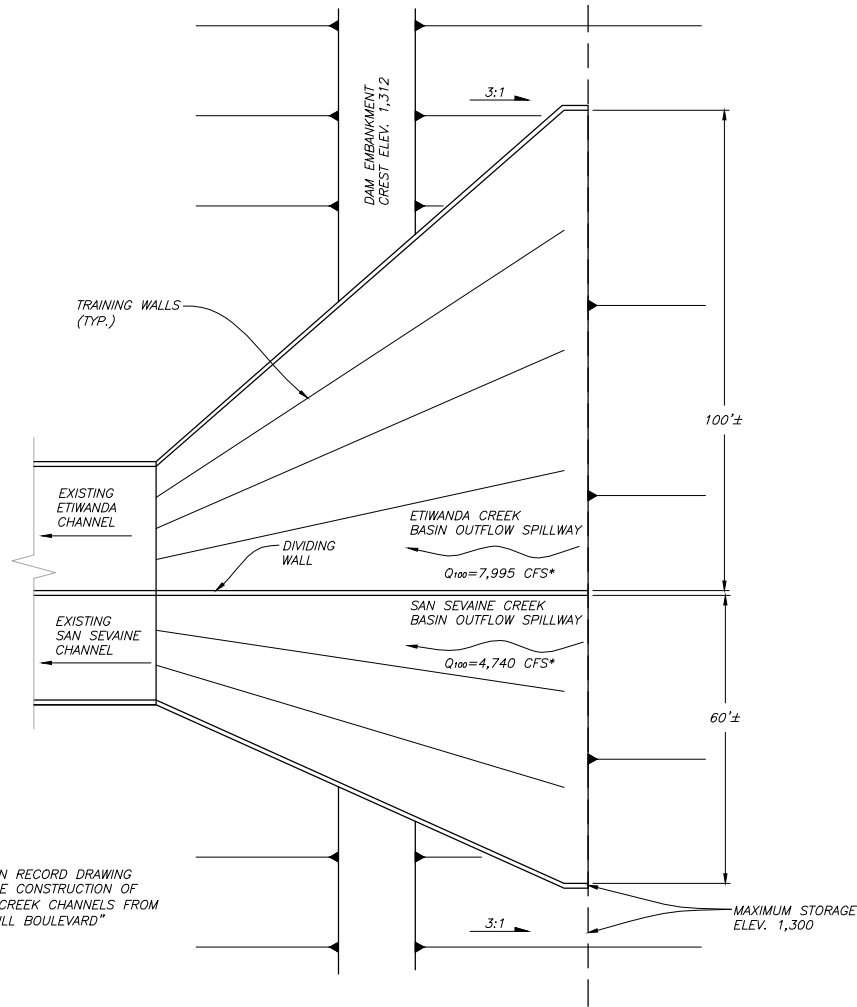 3:1
DAM EMBANKMENT
CREST ELEV. 1,312
TRAINING WALLS
(TYP.)
100'±
EXISTING
ETIWANDA
CHANNEL
DIVIDING
WALL
ETIWANDA CREEK
BASIN OUTFLOW SPILLWAY
Q100=7,995 CFS*
EXISTING
SAN SEVAINE
CHANNEL
SAN SEVAINE CREEK
BASIN OUTFLOW SPILLWAY
Q100=4,740 CFS*
60'±
N RECORD DRAWING
E CONSTRUCTION OF
CREEK CHANNELS FROM
ILL BOULEVARD"
3:1
MAXIMUM STORAGE
ELEV. 1,300